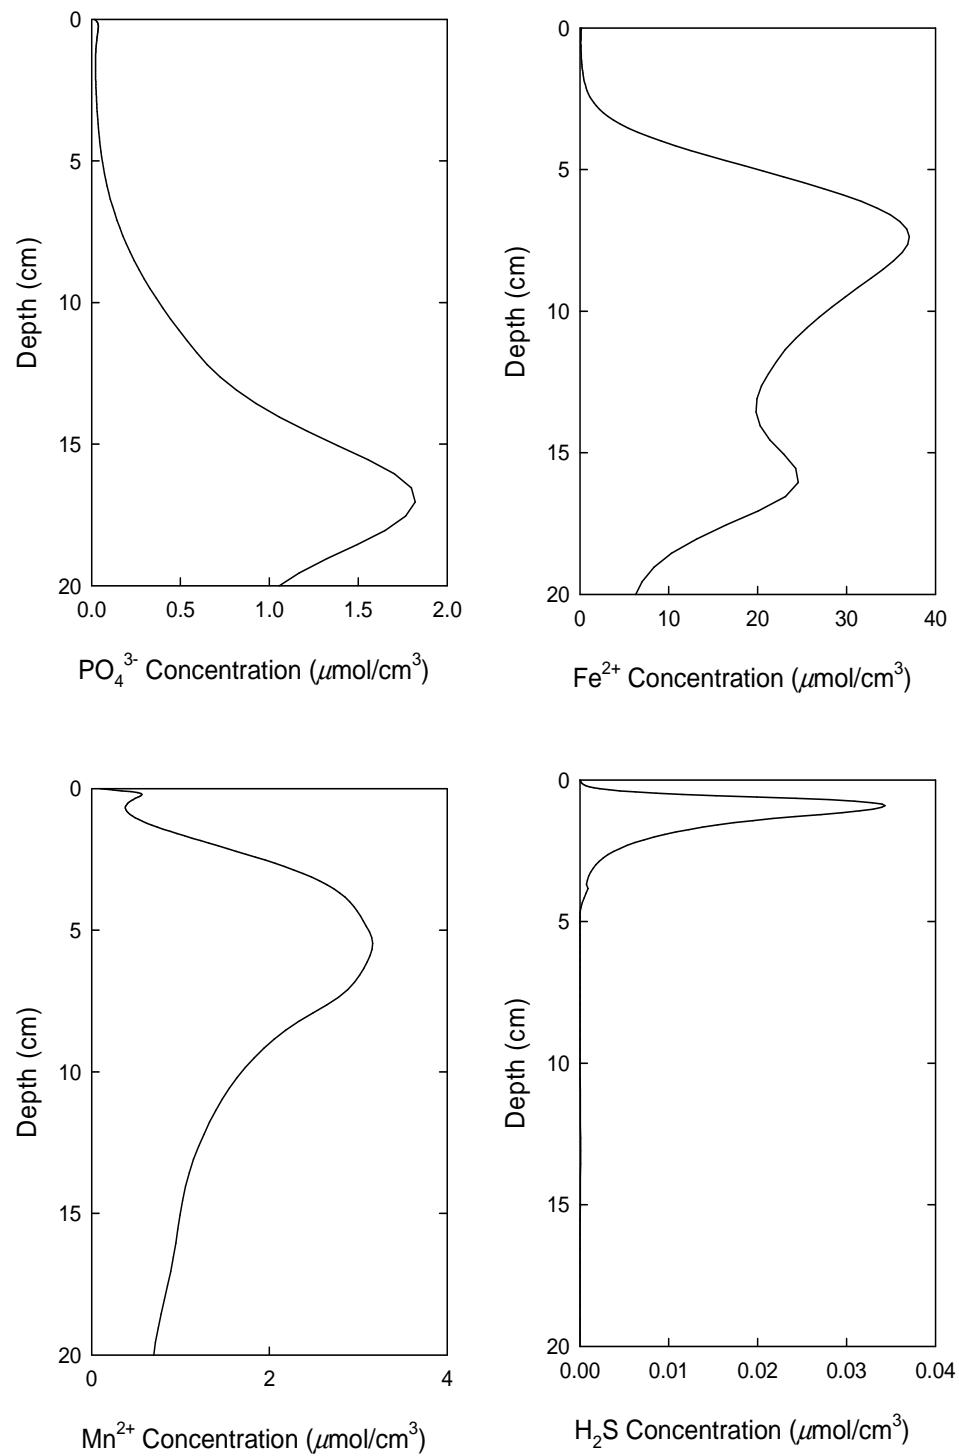 0
5
10
15
20
Depth (cm)
0.0 0.5 1.0 1.5 2.0
PO₄³⁻ Concentration (μmol/cm³)
0
5
10
15
20
Depth (cm)
0 10 20 30 40
Fe²⁺ Concentration (μmol/cm³)
0
5
10
15
20
Depth (cm)
0 2 4
Mn²⁺ Concentration (μmol/cm³)
0
5
10
15
20
Depth (cm)
0.00 0.01 0.02 0.03 0.04
H₂S Concentration (μmol/cm³)